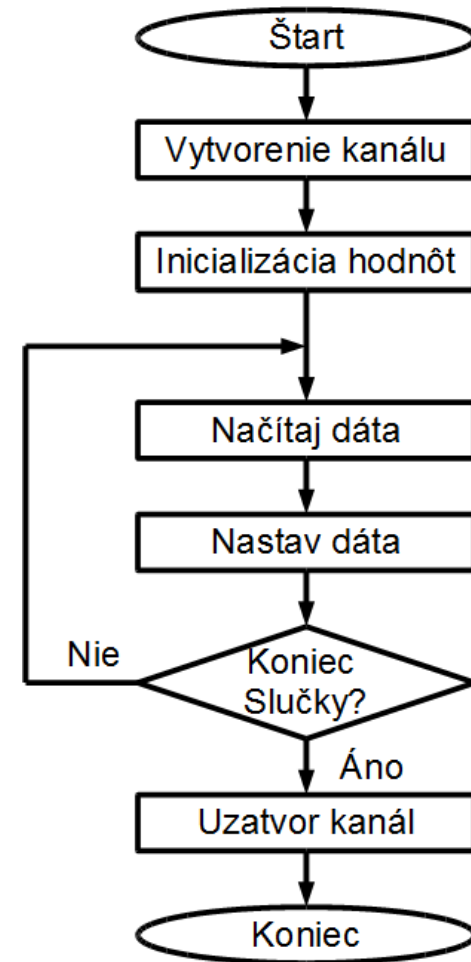 Štart
Vytvorenie kanálu
Inicializácia hodnôt
Načítaj dáta
Nastav dáta
Koniec
Slučky?
Nie
Áno
Uzatvor kanál
Koniec